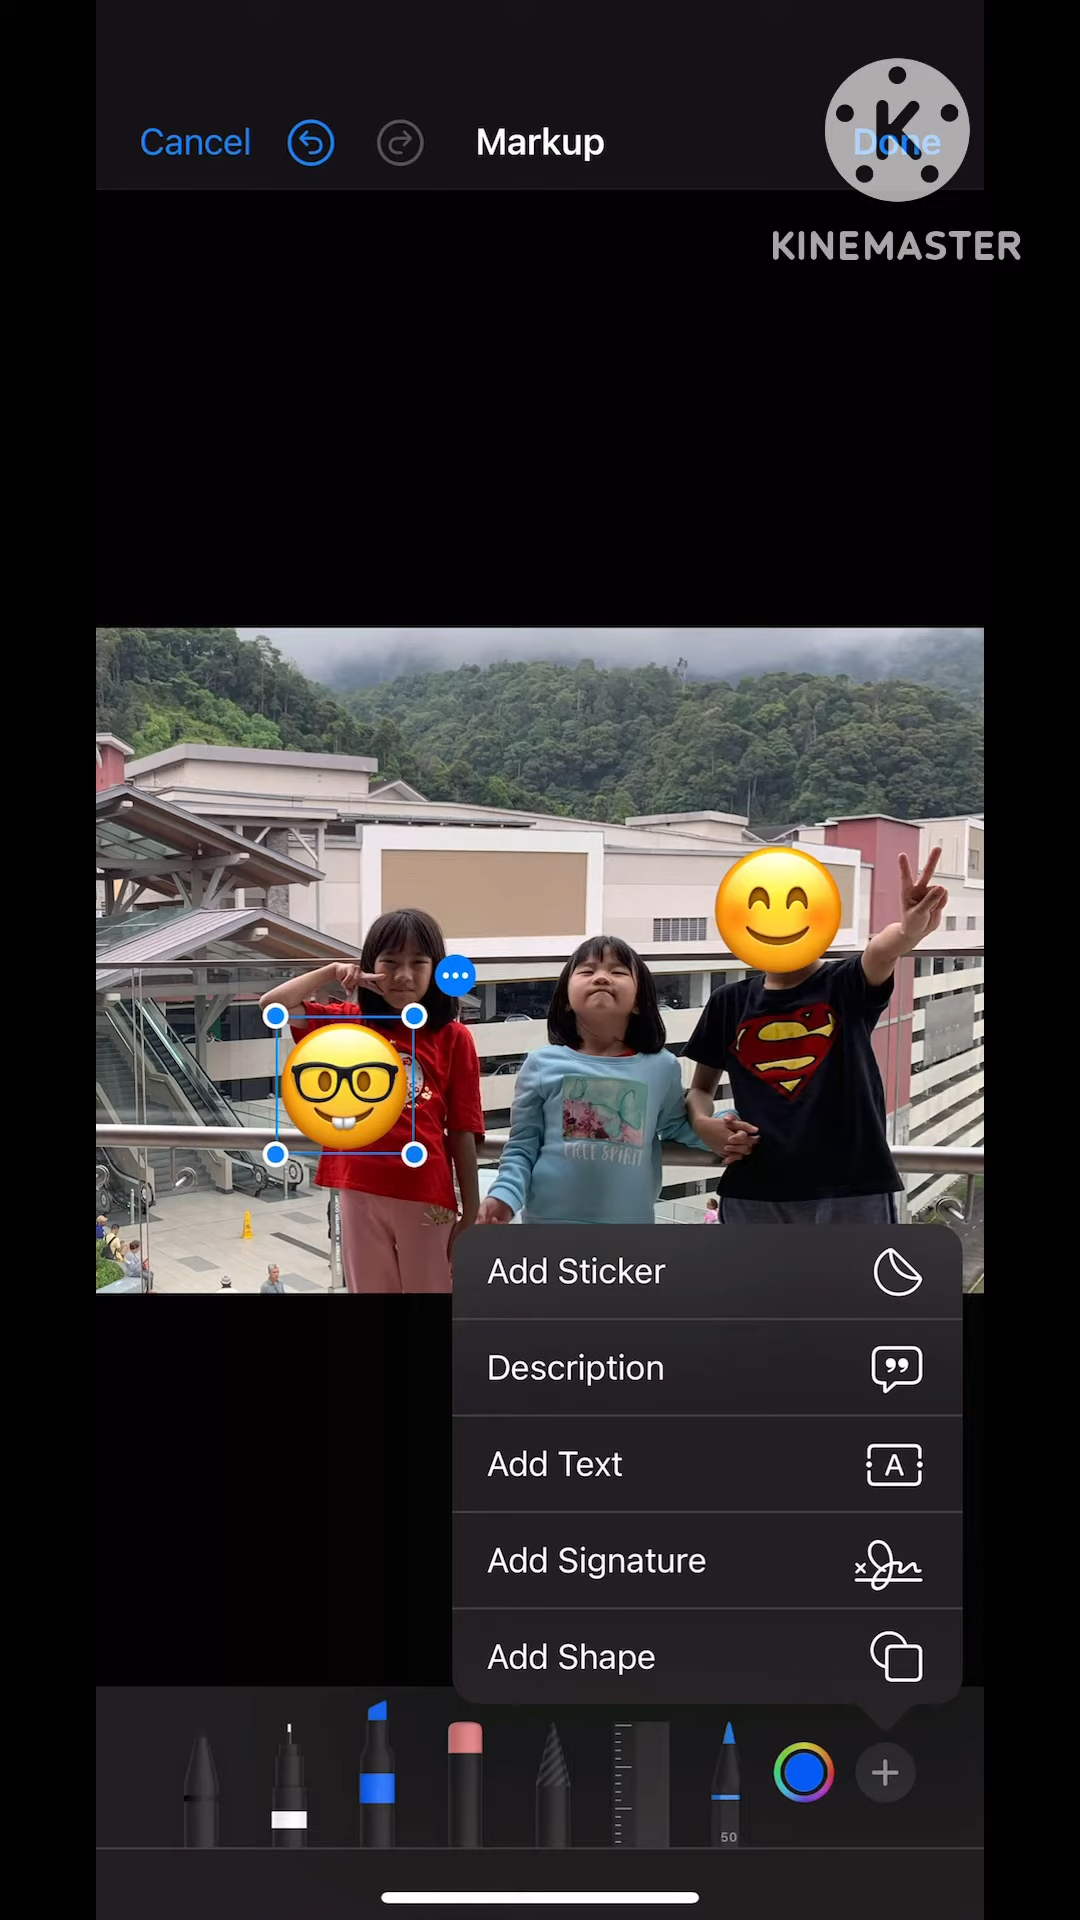 Cancel
Markup
Done
K
KINEMASTER
FREE SPIRIT
Add Sticker
Description
Add Text
A
Add Signature
Add Shape
50